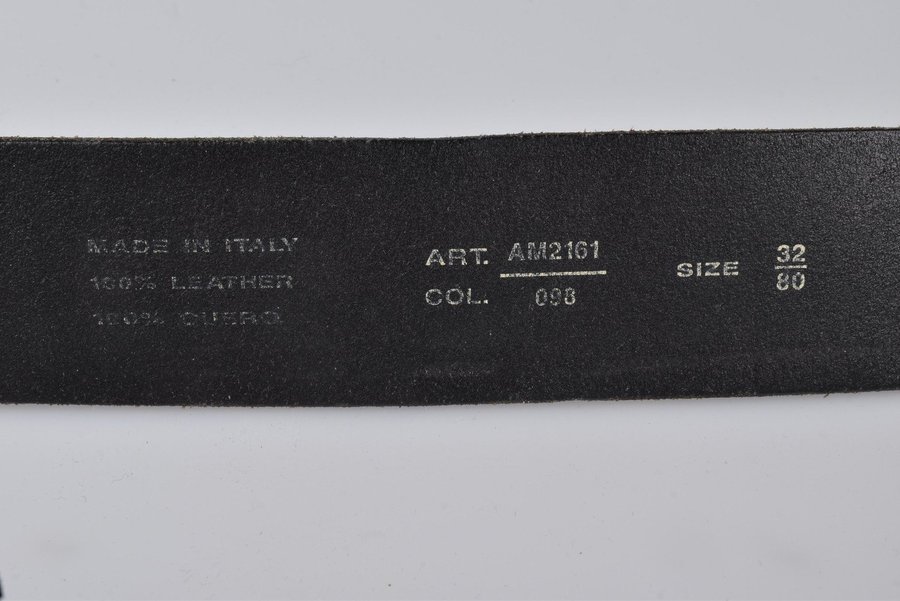 MADE IN ITALY
100% LEATHER
100% CUERO
ART. AM2161
COL. 098
SIZE 32
80